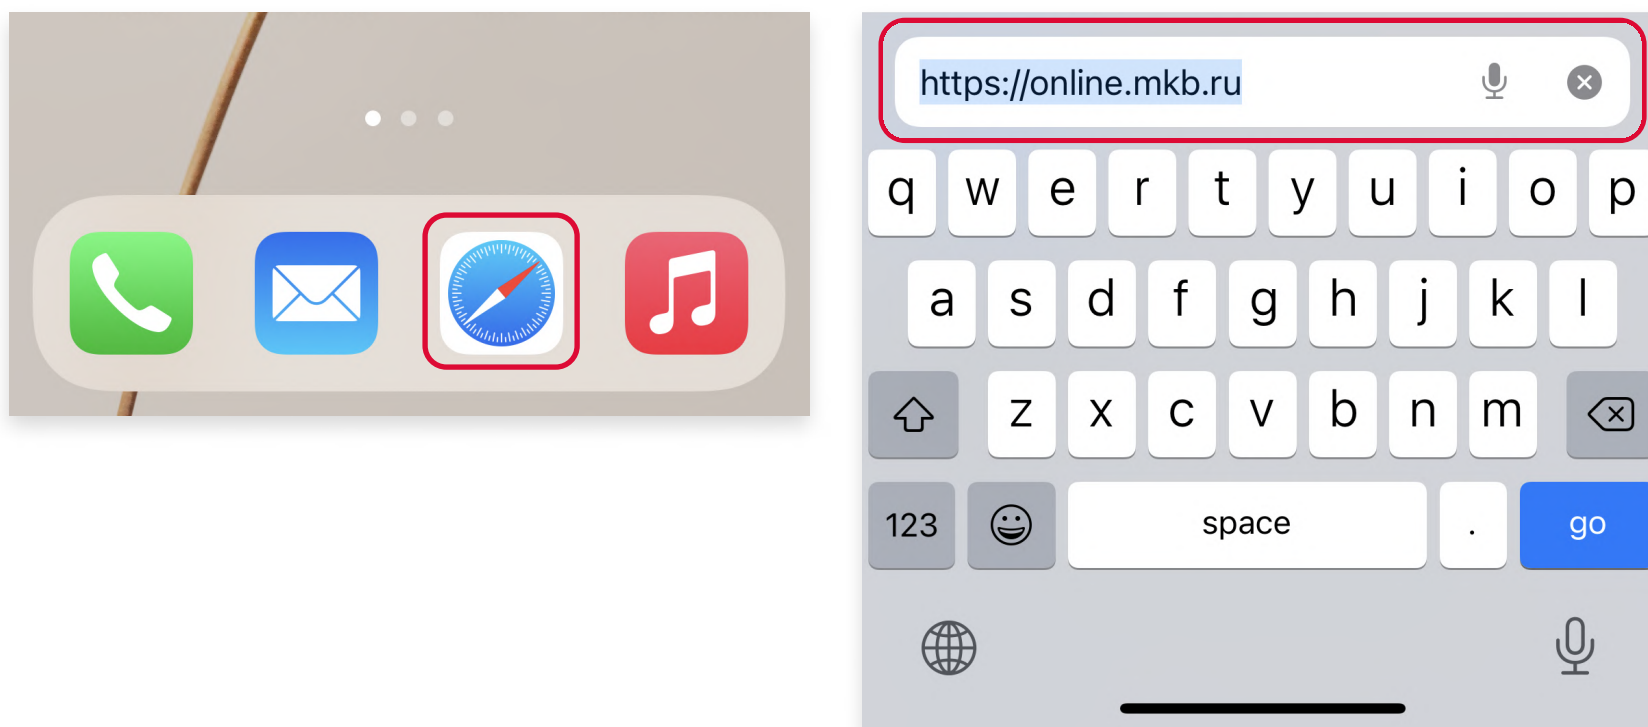 https://online.mkb.ru
q w e r t y u i o p
a s d f g h j k l
z x c v b n m
123 space . go